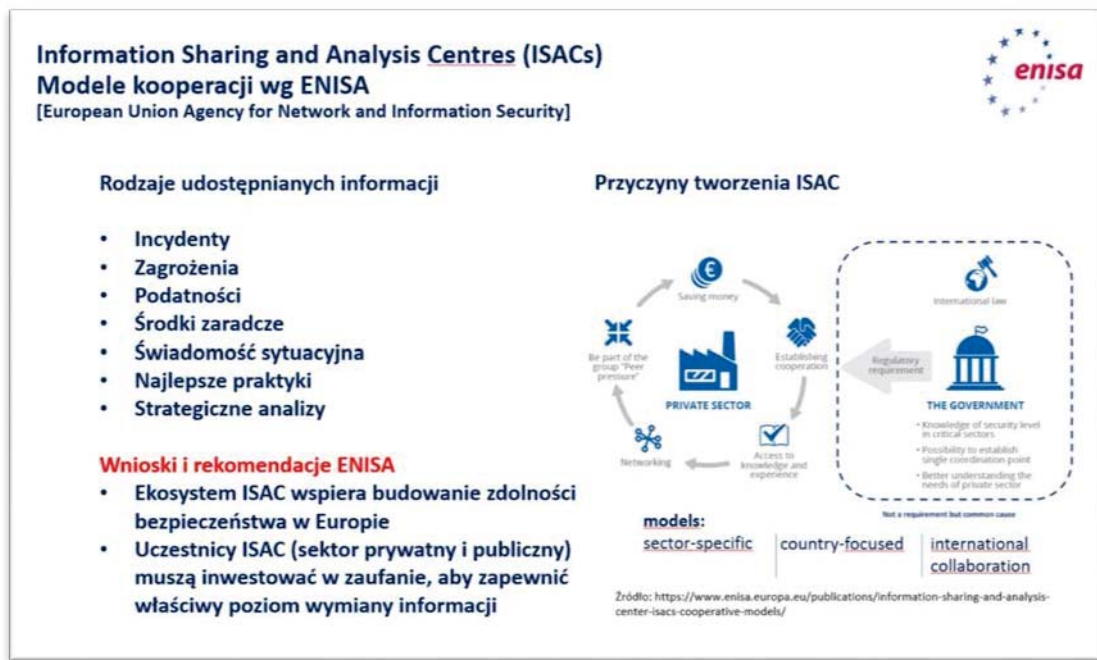 Information Sharing and Analysis Centres (ISACs)
Modele kooperacji wg ENISA
[European Union Agency for Network and Information Security]
enisa
Rodzaje udostępnianych informacji
• Incydenty
• Zagrożenia
• Podatności
• Środki zaradcze
• Świadomość sytuacyjna
• Najlepsze praktyki
• Strategiczne analizy
Wnioski i rekomendacje ENISA
• Ekosystem ISAC wspiera budowanie zdolności
bezpieczeństwa w Europie
• Uczestnicy ISAC (sektor prywatny i publiczny)
muszą inwestować w zaufanie, aby zapewnić
właściwy poziom wymiany informacji
Przyczyny tworzenia ISAC
Saving money
Establishing
cooperation
Access to
knowledge and
experience
Networking
Be part of the
group "Peer
pressure"
PRIVATE SECTOR
Regulatory
requirement
International law
THE GOVERNMENT
• Knowledge of security level
in critical sectors
• Possibility to establish
single coordination point
• Better understanding the
needs of private sector
Not a requirement but common cause
models:
sector-specific
country-focused
international
collaboration
Źródło: https://www.enisa.europa.eu/publications/information-sharing-and-analysis-
center-isacs-cooperative-models/